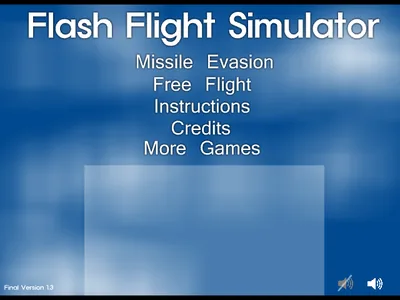 Flash Flight Simulator
Missile Evasion
Free Flight
Instructions
Credits
More Games
Final Version 1.3